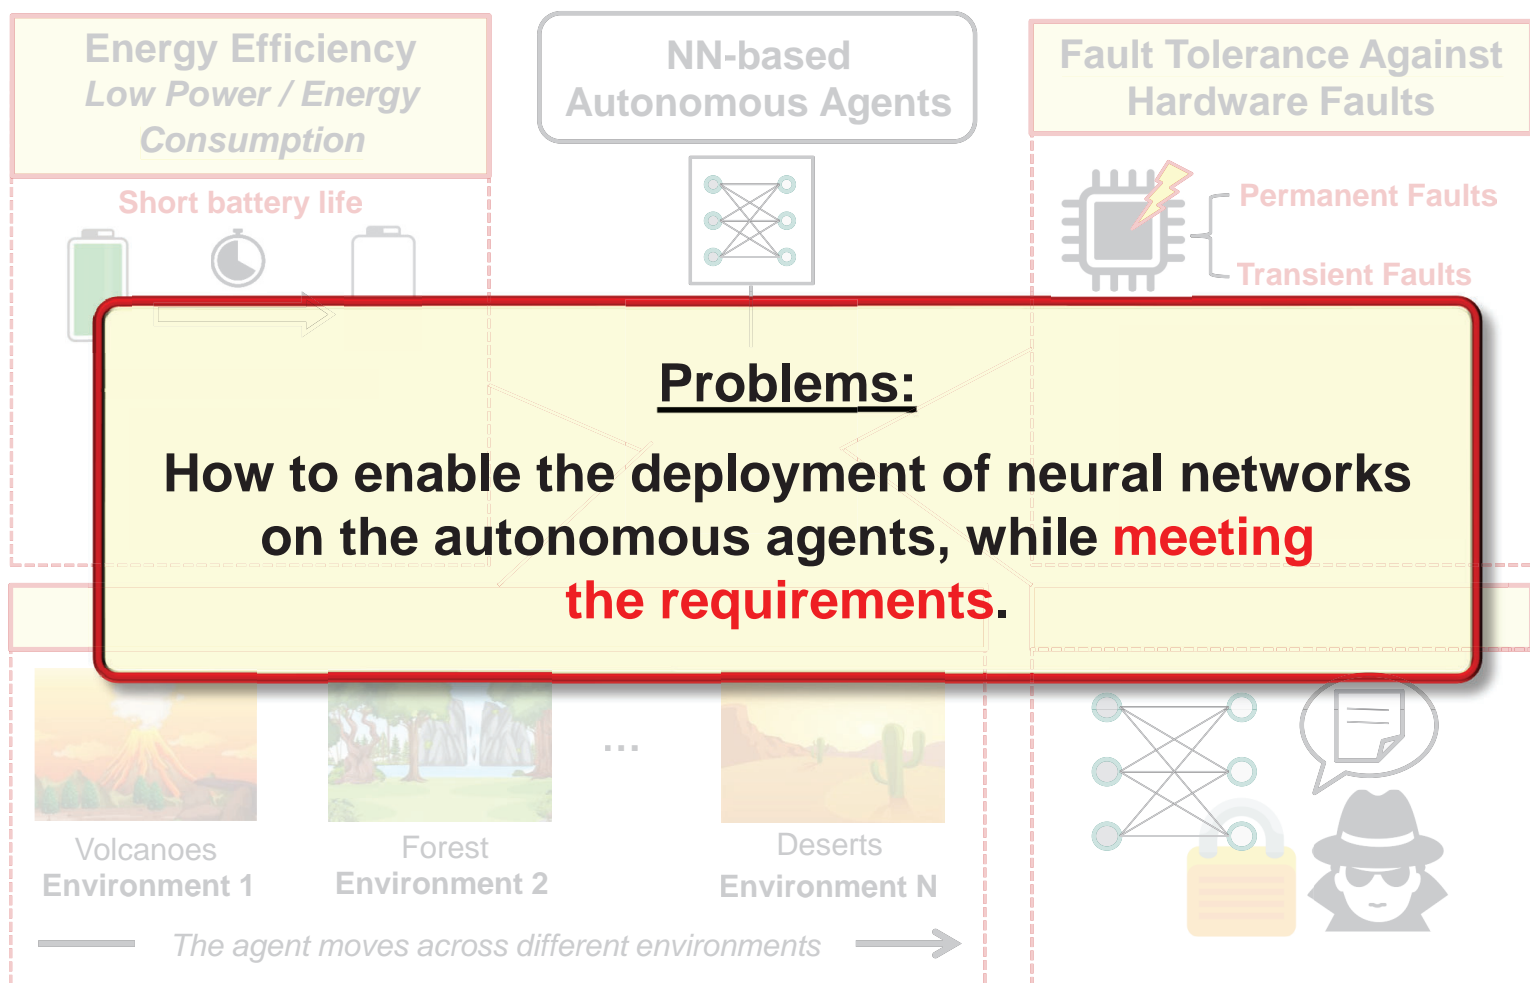 Energy Efficiency
Low Power / Energy
Consumption
Short battery life
NN-based
Autonomous Agents
Fault Tolerance Against
Hardware Faults
Permanent Faults
Transient Faults
Problems:
How to enable the deployment of neural networks
on the autonomous agents, while meeting
the requirements.
...
Volcanoes
Environment 1
Forest
Environment 2
Deserts
Environment N
The agent moves across different environments